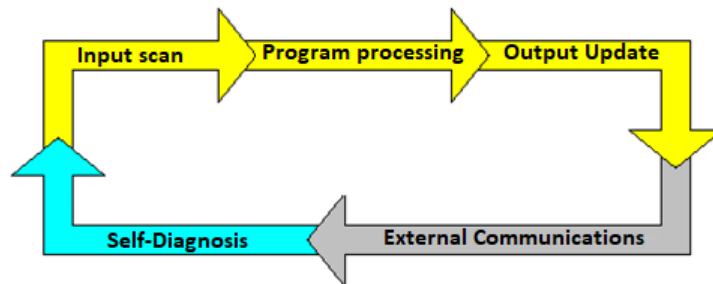 Input scan
Program processing
Output Update
Self-Diagnosis
External Communications